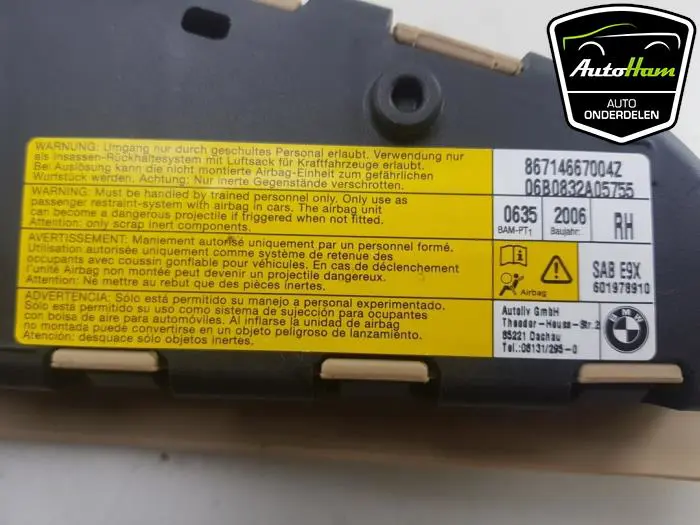 AutoHam
AUTO
ONDERDELEN
WARNUNG: Umgang nur durch geschultes Personal erlaubt. Verwendung nur
als Insassen-Rückhaltesystem mit Luftsack für Kraftfahrzeuge erlaubt.
Bei Auslösung kann die nicht montierte Airbag-Einheit zum gefährlichen
Wurfstück werden. Achtung: Nur inerte Gegenstände verschrotten.
WARNING: Must be handled by trained personnel only. Only use as
passenger restraint-system with airbag in cars. The airbag unit
can become a dangerous projectile if triggered when not fitted.
Attention: only scrap inert components.
AVERTISSEMENT: Maniement autorisé uniquement par un personnel formé.
Utilisation autorisée uniquement comme système de retenue des
occupants avec coussin gonflable pour véhicules. En cas de déclenchement
l'unité Airbag non montée peut devenir un projectile dangereux.
Attention: Ne mettre au rebut que des pièces inertes.
ADVERTENCIA: Sólo está permitido su manejo a personal experimentado.
Sólo está permitido su uso como sistema de sujección para ocupantes
con bolsa de aire para automóviles. Al inflarse la unidad de airbag
no montada puede convertirse en un objeto peligroso de lanzamiento.
Atención: desguace sólo objetos inertes.
86714667004Z
06B0832A05755
0635
BAM-PT1
2006
Baujahr:
RH
Airbag
SAB E9X
601978910
Autoliv GmbH
Theodor-Heuss-Str.2
85221 Dachau
Tel.:08131/295-0
BMW